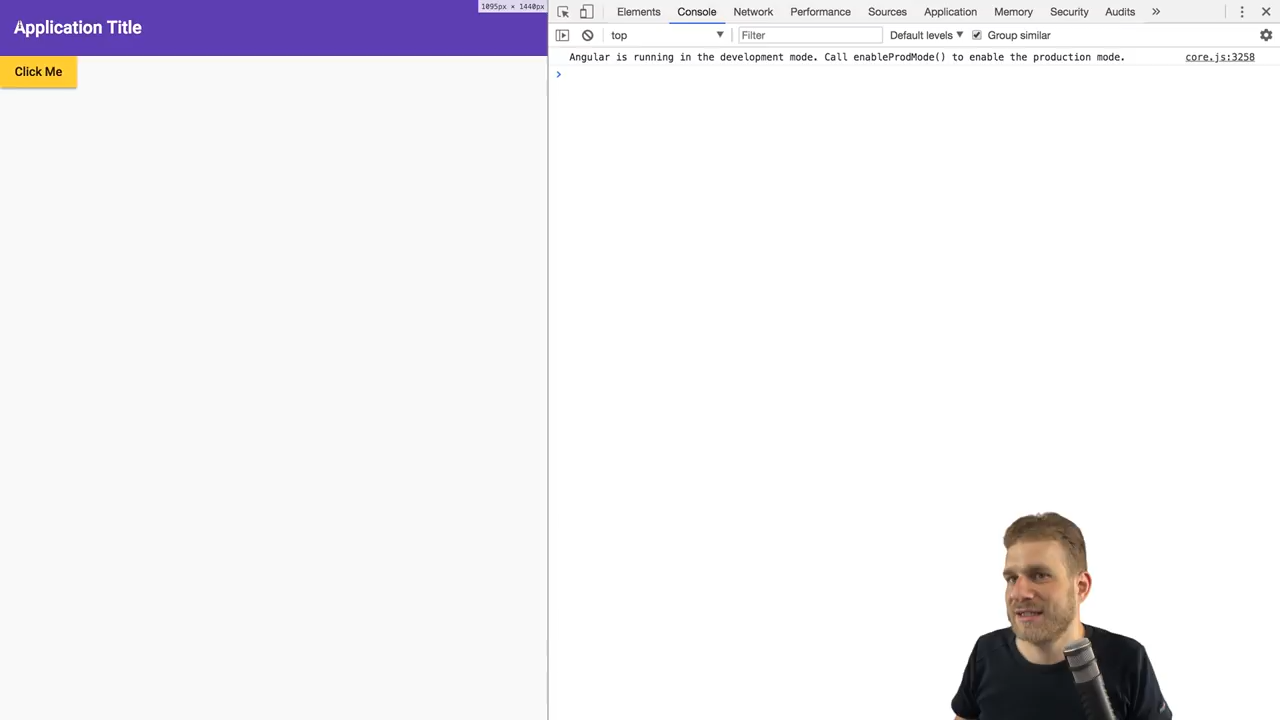 1095px × 1440px
Application Title
Click Me
Elements Console Network Performance Sources Application Memory Security Audits »
top ▼ Filter Default levels ▼ Group similar
Angular is running in the development mode. Call enableProdMode() to enable the production mode. core.js:3258